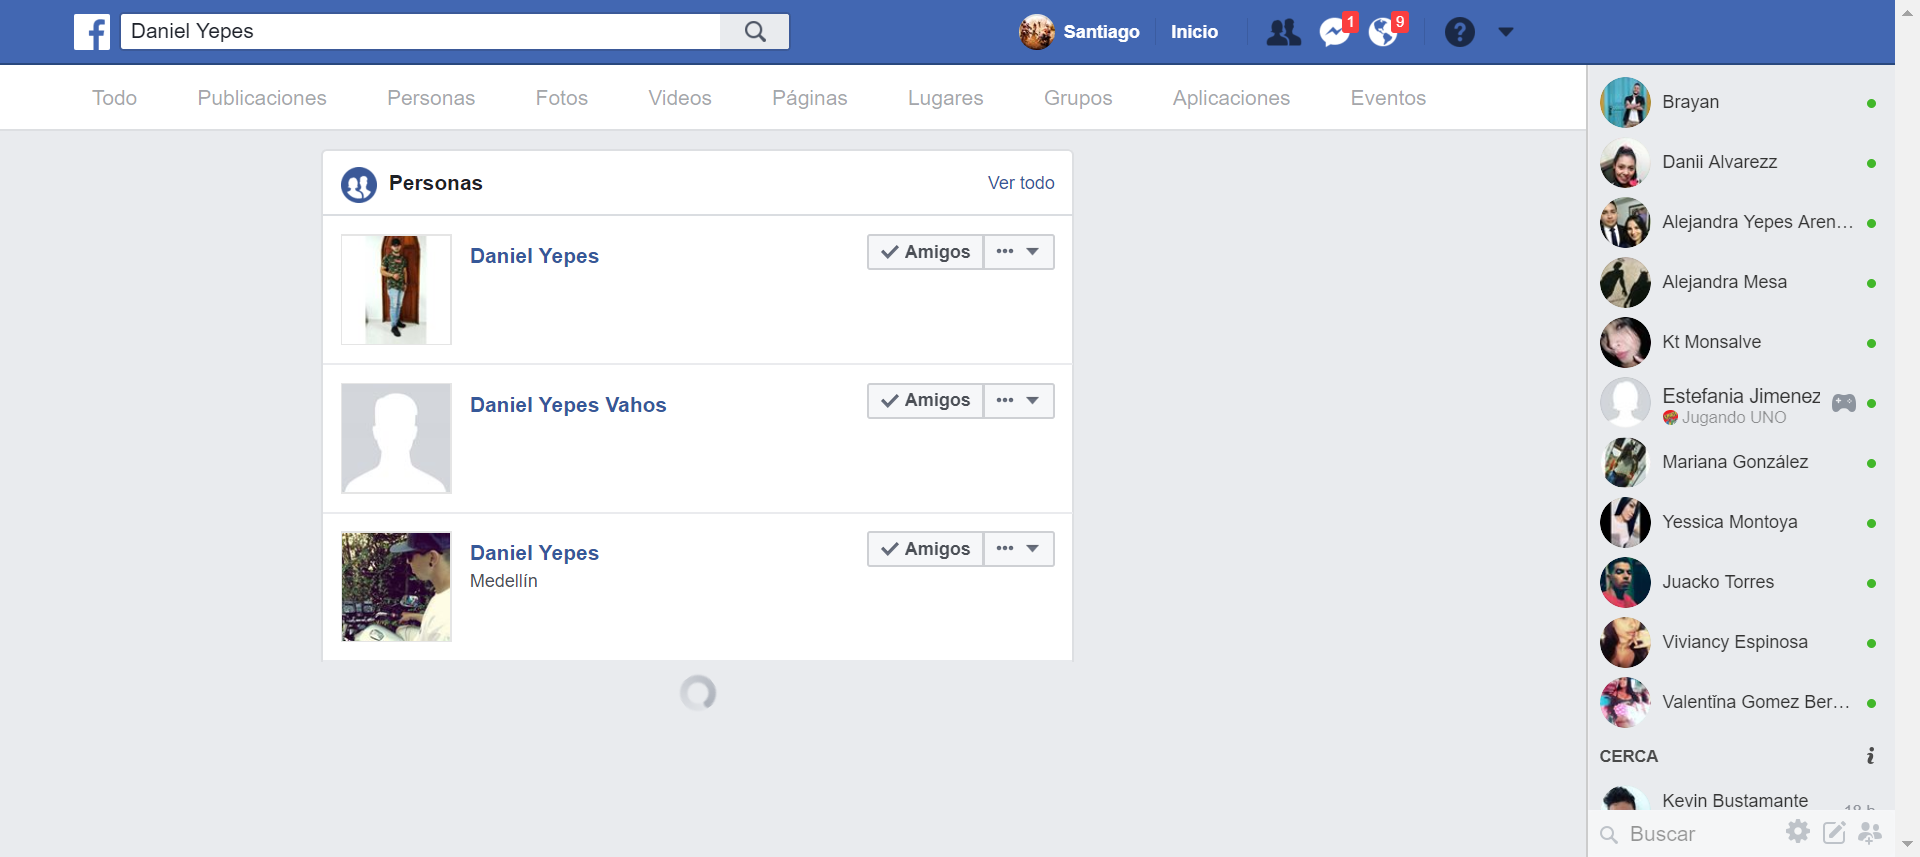 Daniel Yepes
Santiago
Inicio
1
9
?
Todo Publicaciones Personas Fotos Videos Páginas Lugares Grupos Aplicaciones Eventos
Personas
Ver todo
Daniel Yepes
Amigos
Daniel Yepes Vahos
Amigos
Daniel Yepes
Medellín
Amigos
Brayan
Danii Alvarezz
Alejandra Yepes Aren...
Alejandra Mesa
Kt Monsalve
Estefania Jimenez
Jugando UNO
Mariana González
Yessica Montoya
Juacko Torres
Viviancy Espinosa
Valentĭna Gomez Ber...
CERCA
Kevin Bustamante
Buscar